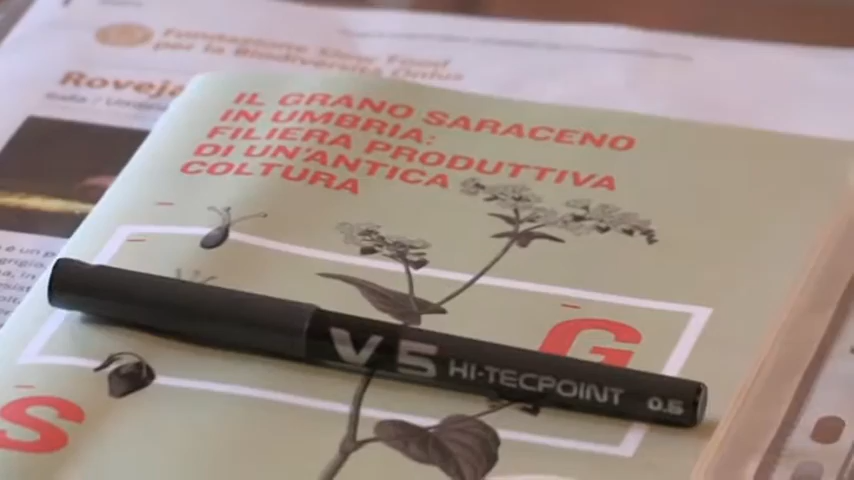 Fondazione Slow Food
per la Biodiversità Onlus
Roveja
Italia / Umbria
IL GRANO SARACENO
IN UMBRIA:
FILIERA PRODUTTIVA
DI UN'ANTICA
COLTURA
G
V5 HI-TECPOINT 0.5
S